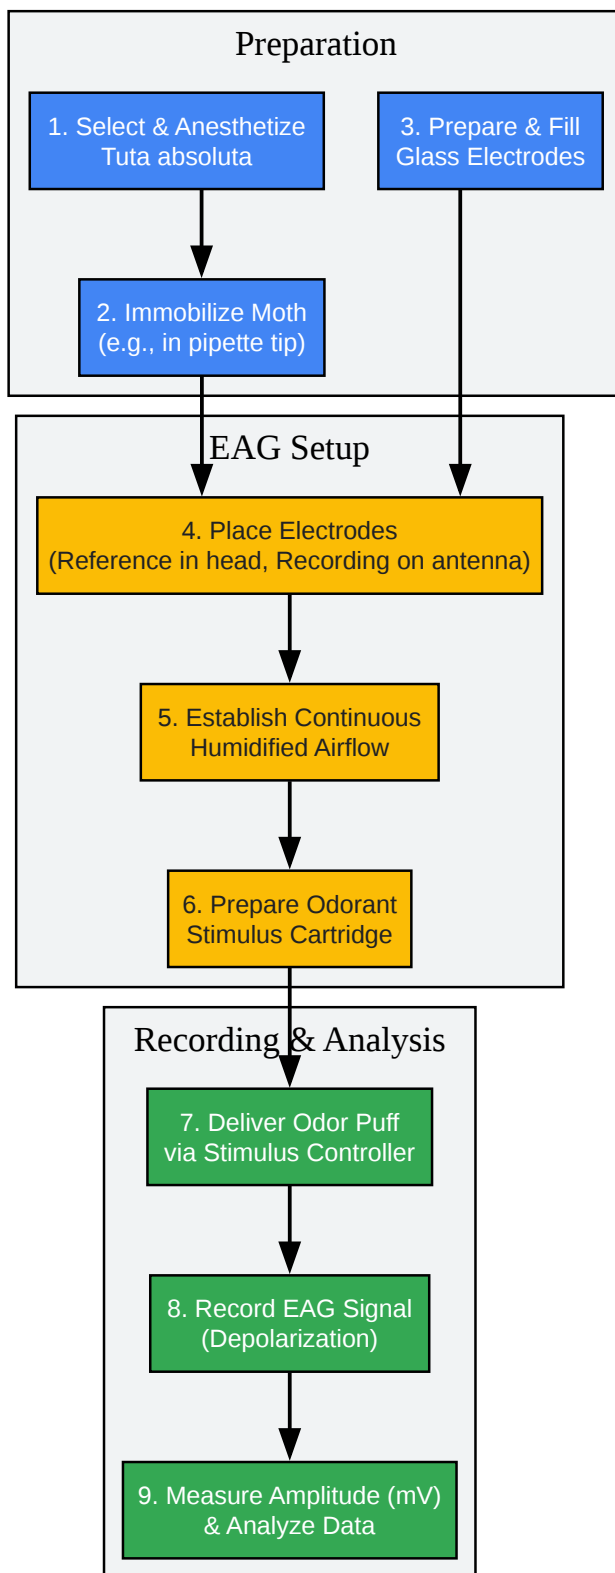 Preparation
1. Select & Anesthetize
Tuta absoluta
3. Prepare & Fill
Glass Electrodes
2. Immobilize Moth
(e.g., in pipette tip)
EAG Setup
4. Place Electrodes
(Reference in head, Recording on antenna)
5. Establish Continuous
Humidified Airflow
6. Prepare Odorant
Stimulus Cartridge
Recording & Analysis
7. Deliver Odor Puff
via Stimulus Controller
8. Record EAG Signal
(Depolarization)
9. Measure Amplitude (mV)
& Analyze Data